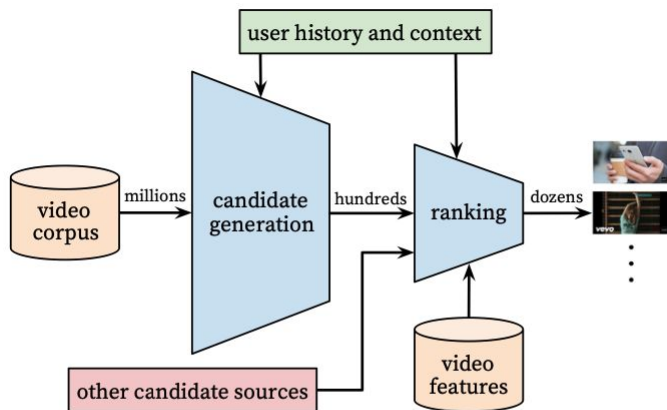 user history and context
millions
candidate
generation
hundreds
ranking
dozens
video
corpus
vevo
other candidate sources
video
features